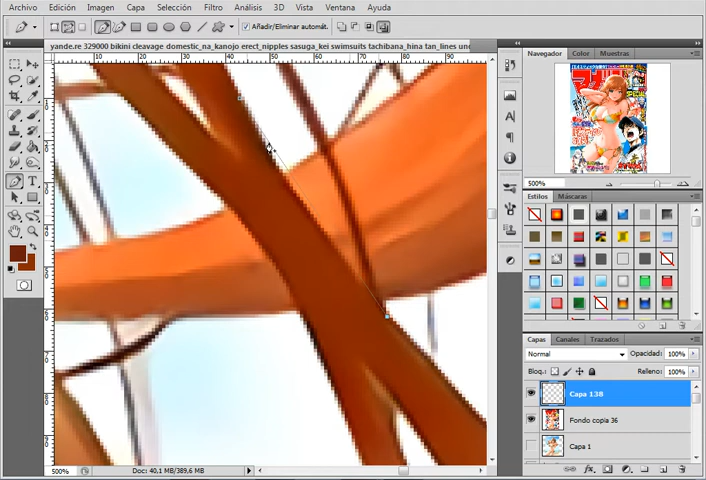 Archivo Edición Imagen Capa Selección Filtro Análisis 3D Vista Ventana Ayuda
Añadir/Eliminar automát.
yande.re 329000 bikini cleavage domestic_na_kanojo erect_nipples sasuga_kei swimsuits tachibana_hina tan_lines
Navegador Color Muestras
500%
Estilos Máscaras
Capas Canales Trazados
Normal Opacidad: 100%
Bloq.: Relleno: 100%
Capa 138
Fondo copia 36
Capa 1
500% Doc: 40,1 MB/389,6 MB